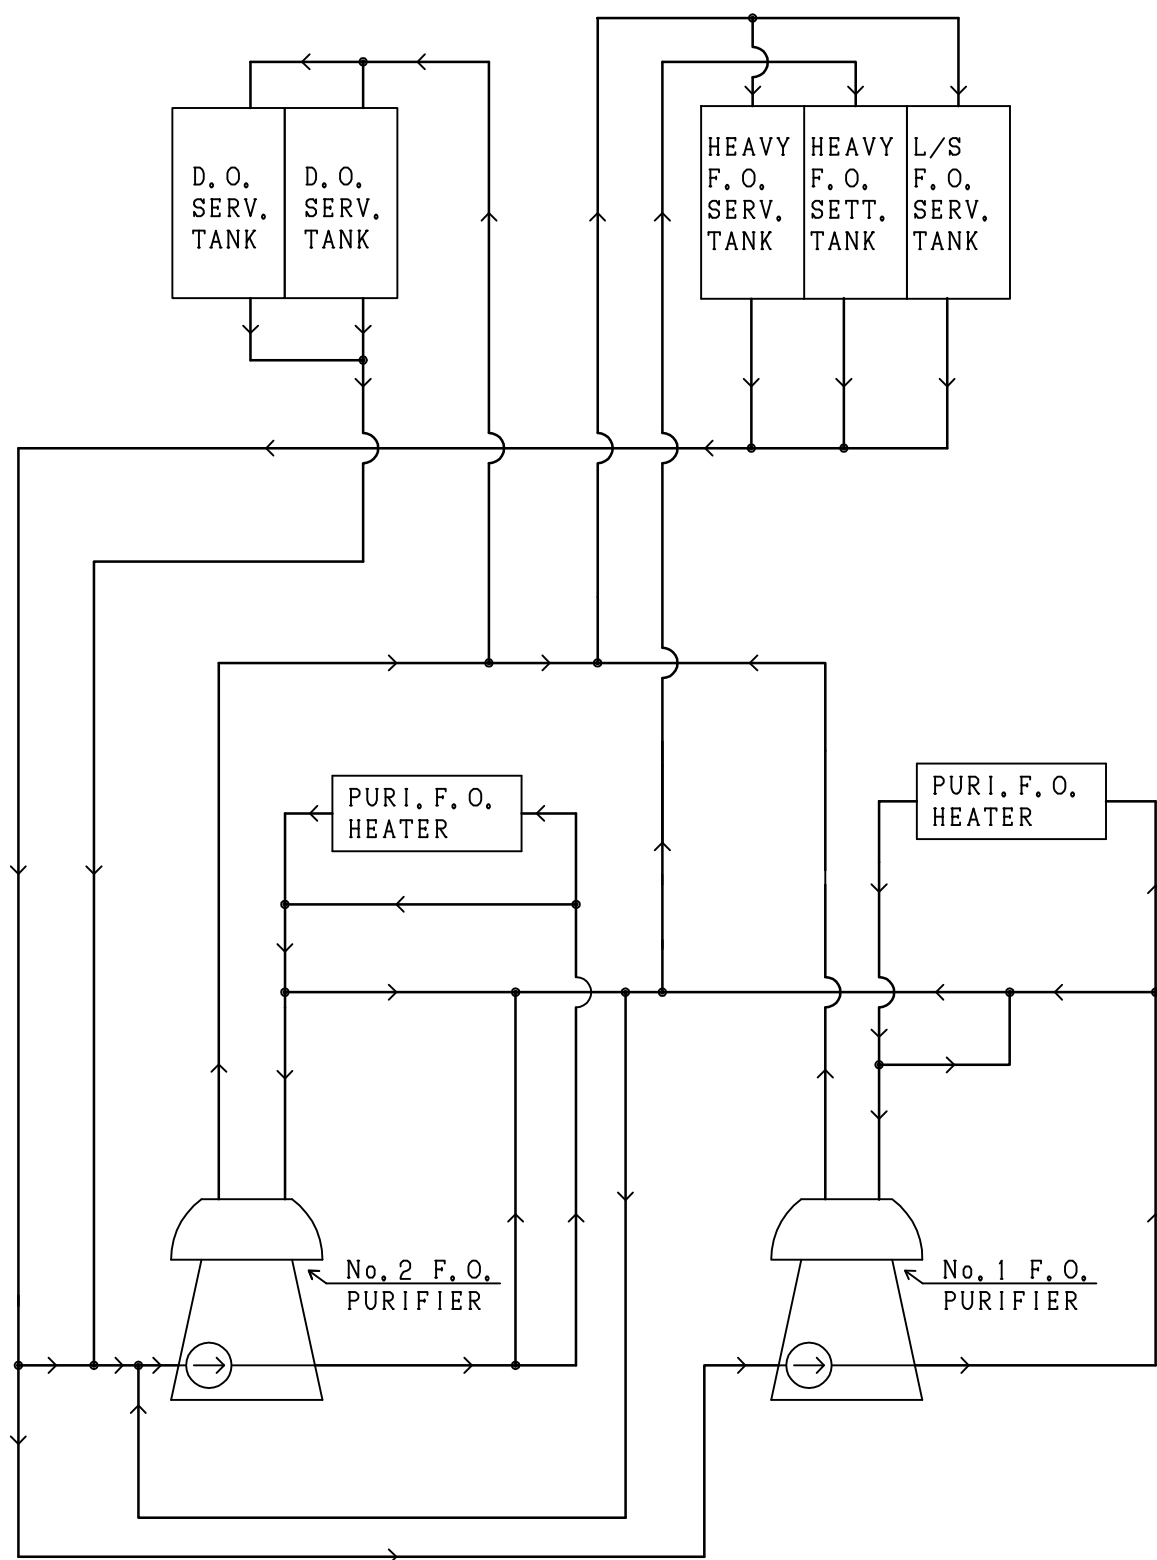 D.O.
SERV.
TANK
D.O.
SERV.
TANK
HEAVY
F.O.
SERV.
TANK
HEAVY
F.O.
SETT.
TANK
L/S
F.O.
SERV.
TANK
PURI.F.O.
HEATER
PURI.F.O.
HEATER
No.2 F.O.
PURIFIER
No.1 F.O.
PURIFIER